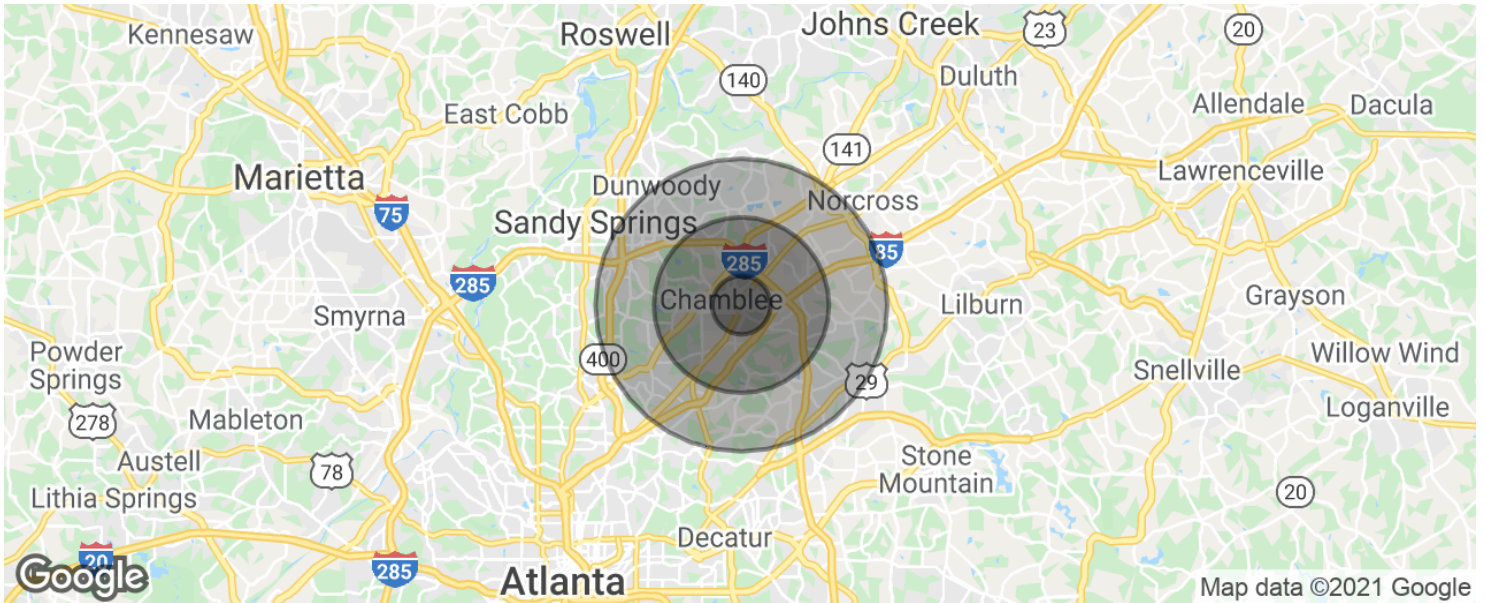 Kennesaw
Roswell
Johns Creek
23
20
140
Duluth
East Cobb
Allendale
Dacula
141
Marietta
Dunwoody
Lawrenceville
75
Norcross
Sandy Springs
85
285
285
Chamblee
Lilburn
Grayson
Smyrna
Powder
Springs
400
29
Snellville
Willow Wind
278
Mableton
Loganville
Austell
78
Stone
Mountain
Lithia Springs
20
Decatur
20
285
Google
Atlanta
Map data ©2021 Google